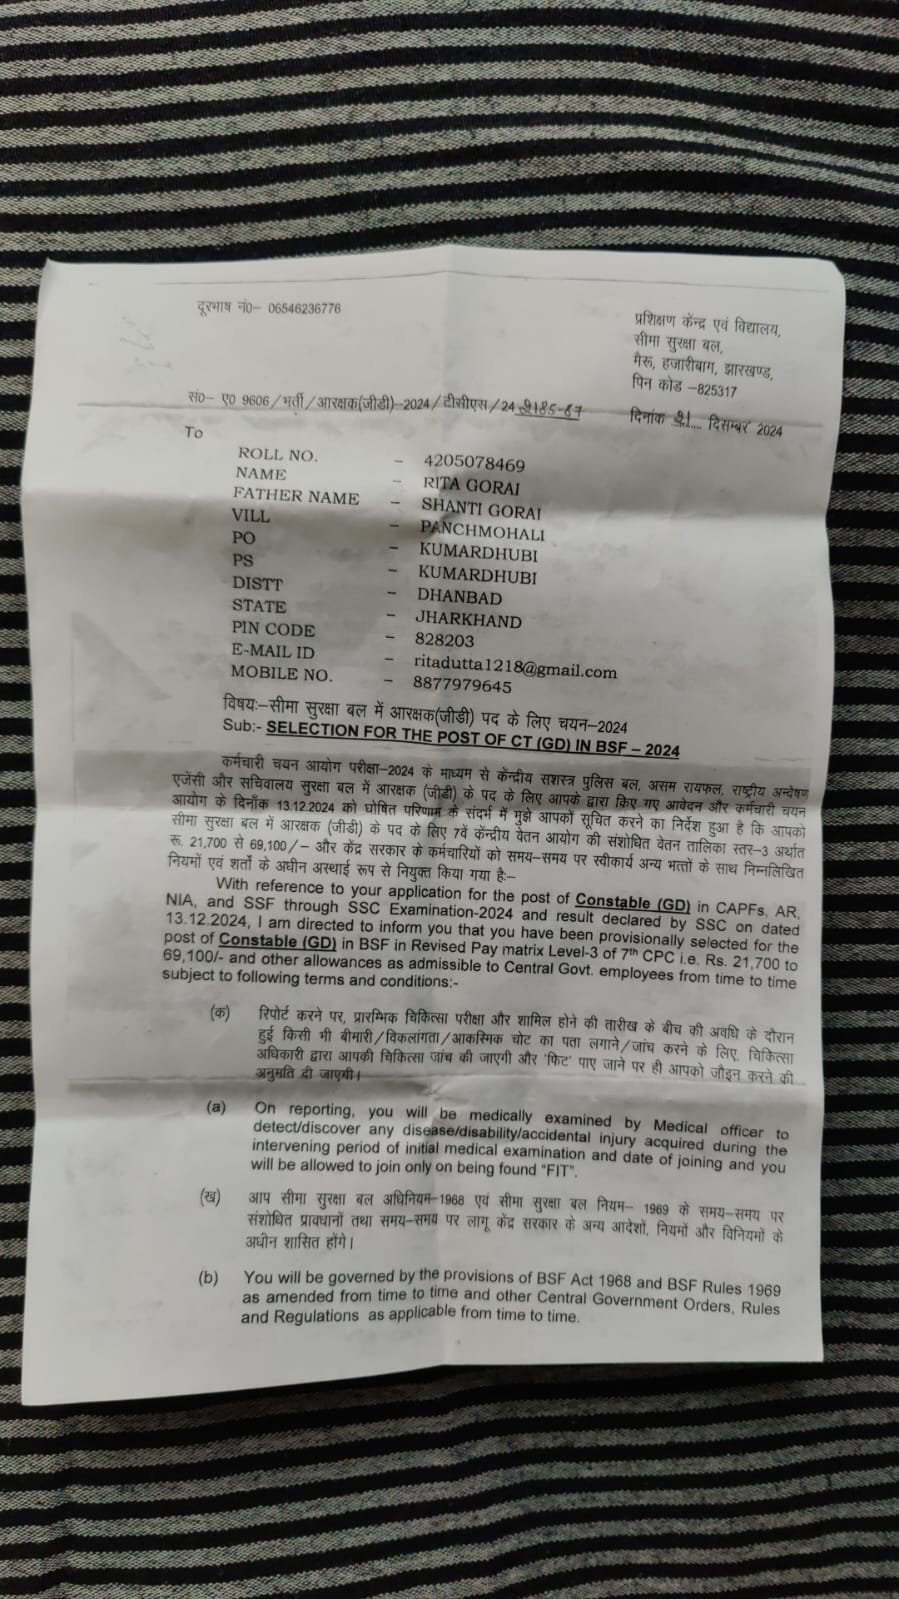 दूरभाष नं0– 06546236776
प्रशिक्षण केंन्द्र एवं विद्यालय,
सीमा सुरक्षा बल,
मैरू, हजारीबाग, झारखण्ड,
पिन कोड –825317
सं0– ए0 9606/भर्ती/आरक्षक(जीडी)–2024/टीसीएस/24 9185-87
दिनांक 21 दिसम्बर 2024
To
ROLL NO. – 4205078469
NAME – RITA GORAI
FATHER NAME – SHANTI GORAI
VILL – PANCHMOHALI
PO – KUMARDHUBI
PS – KUMARDHUBI
DISTT – DHANBAD
STATE – JHARKHAND
PIN CODE – 828203
E-MAIL ID – ritadutta1218@gmail.com
MOBILE NO. – 8877979645
विषयः–सीमा सुरक्षा बल में आरक्षक(जीडी) पद के लिए चयन–2024
Sub:- SELECTION FOR THE POST OF CT (GD) IN BSF – 2024
कर्मचारी चयन आयोग परीक्षा–2024 के माध्यम से केंन्द्रीय सशस्त्र पुलिस बल, असम रायफल, राष्ट्रीय अन्वेषण
एजेंसी और सचिवालय सुरक्षा बल में आरक्षक (जीडी) के पद के लिए आपके द्वारा किए गए आवेदन और कर्मचारी चयन
आयोग के दिनाँक 13.12.2024 को घोषित परिणाम के संदर्भ में मुझे आपको सूचित करने का निर्देश हुआ है कि आपको
सीमा सुरक्षा बल में आरक्षक (जीडी) के पद के लिए 7वें केंन्द्रीय वेतन आयोग की संशोधित वेतन तालिका स्तर–3 अर्थात
रू. 21,700 से 69,100/– और केंद्र सरकार के कर्मचारियों को समय–समय पर स्वीकार्य अन्य भत्तों के साथ निम्नलिखित
नियमों एवं शर्तो के अधीन अस्थाई रूप से नियुक्त किया गया हैः–
With reference to your application for the post of Constable (GD) in CAPFs, AR,
NIA, and SSF through SSC Examination-2024 and result declared by SSC on dated
13.12.2024, I am directed to inform you that you have been provisionally selected for the
post of Constable (GD) in BSF in Revised Pay matrix Level-3 of 7th CPC i.e. Rs. 21,700 to
69,100/- and other allowances as admissible to Central Govt. employees from time to time
subject to following terms and conditions:-
(क) रिपोर्ट करने पर, प्रारम्भिक चिकित्सा परीक्षा और शामिल होने की तारीख के बीच की अवधि के दौरान
हुई किसी भी बीमारी/विकलांगता/आकस्मिक चोट का पता लगाने/जांच करने के लिए, चिकित्सा
अधिकारी द्वारा आपकी चिकित्सा जांच की जाएगी और 'फिट' पाए जाने पर ही आपको जौइन करने की
अनुमति दी जाएगी।
(a) On reporting, you will be medically examined by Medical officer to
detect/discover any disease/disability/accidental injury acquired during the
intervening period of initial medical examination and date of joining and you
will be allowed to join only on being found “FIT”.
(ख) आप सीमा सुरक्षा बल अधिनियम–1968 एवं सीमा सुरक्षा बल नियम– 1969 के समय–समय पर
संशोधित प्रावधानों तथा समय–समय पर लागू केंद्र सरकार के अन्य आदेशों, नियमों और विनियमों के
अधीन शासित होंगे।
(b) You will be governed by the provisions of BSF Act 1968 and BSF Rules 1969
as amended from time to time and other Central Government Orders, Rules
and Regulations as applicable from time to time.